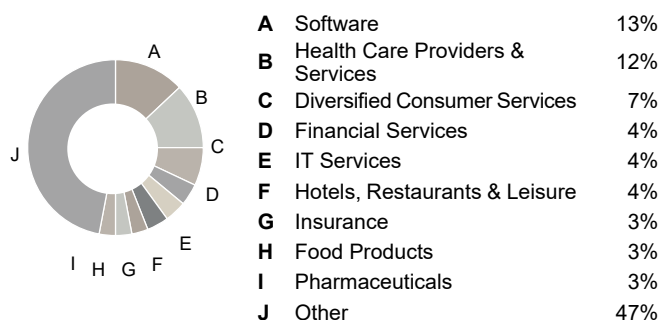 A
B
C
D
E
F
G
H
I
J
A Software 13%
B Health Care Providers &
Services 12%
C Diversified Consumer Services 7%
D Financial Services 4%
E IT Services 4%
F Hotels, Restaurants & Leisure 4%
G Insurance 3%
H Food Products 3%
I Pharmaceuticals 3%
J Other 47%